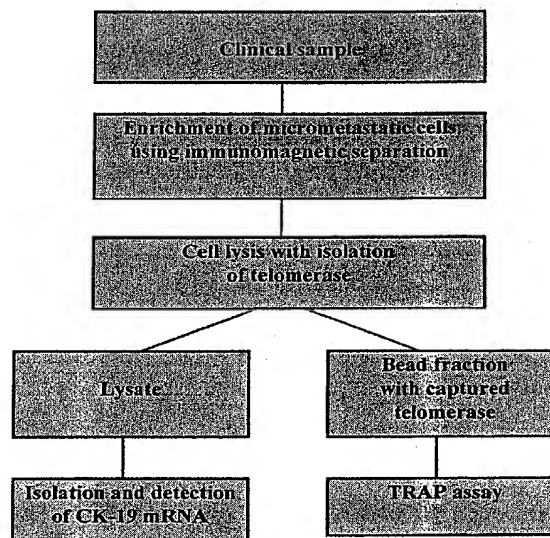 Clinical sample
Enrichment of micrometastatic cells
using immunomagnetic separation
Cell lysis with isolation
of telomerase
Lysate
Bead fraction
with captured
telomerase
Isolation and detection
of CK-19 mRNA
TRAP assay